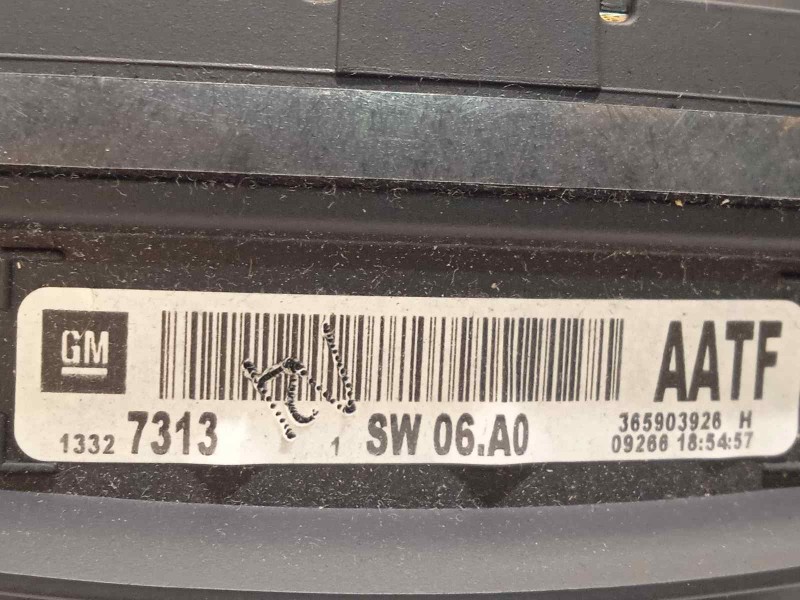 GM
AATF
1332 7313 1 SW 06.A0
365903926 H
09266 18:54:57